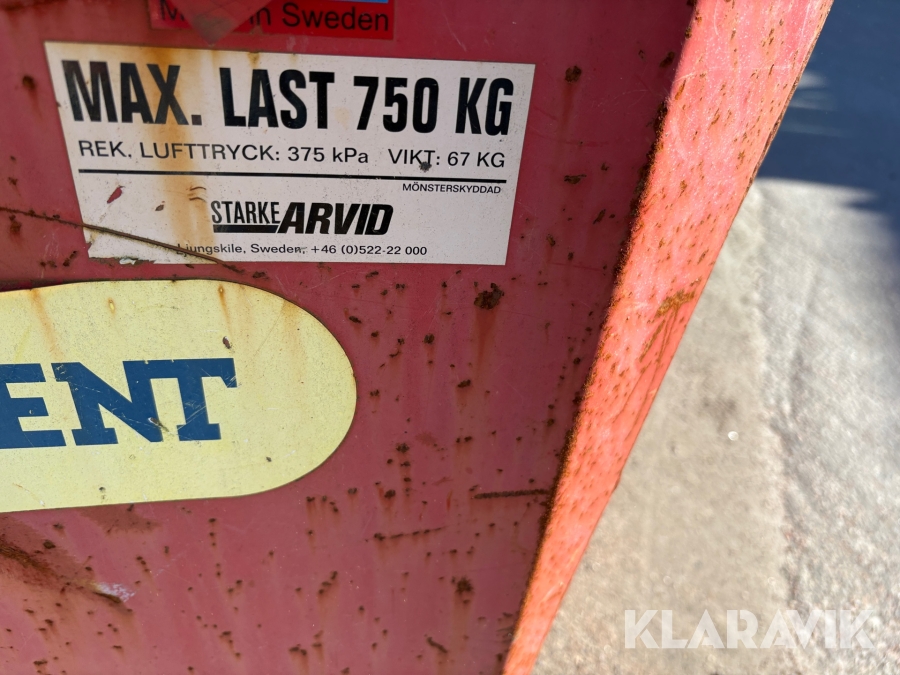 in Sweden
MAX. LAST 750 KG
REK. LUFTTRYCK: 375 kPa VIKT: 67 KG
MÖNSTERSKYDDAD
STARKE ARVID
Ljungskile, Sweden, +46 (0)522-22 000
ENT
KLARAVIK